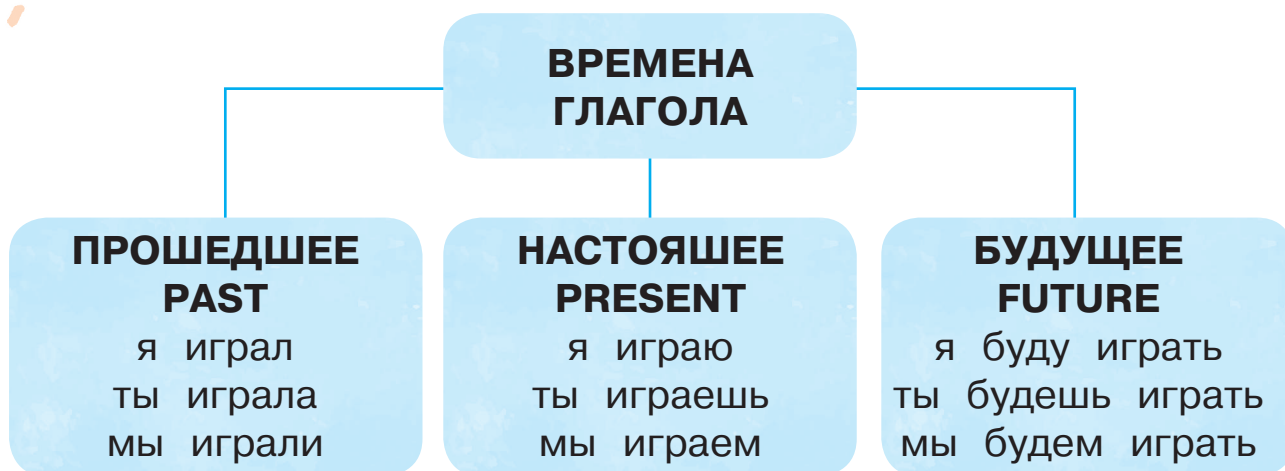 ВРЕМЕНА
ГЛАГОЛА
ПРОШЕДШЕЕ
PAST
я играл
ты играла
мы играли
НАСТОЯШЕЕ
PRESENT
я играю
ты играешь
мы играем
БУДУЩЕЕ
FUTURE
я буду играть
ты будешь играть
мы будем играть